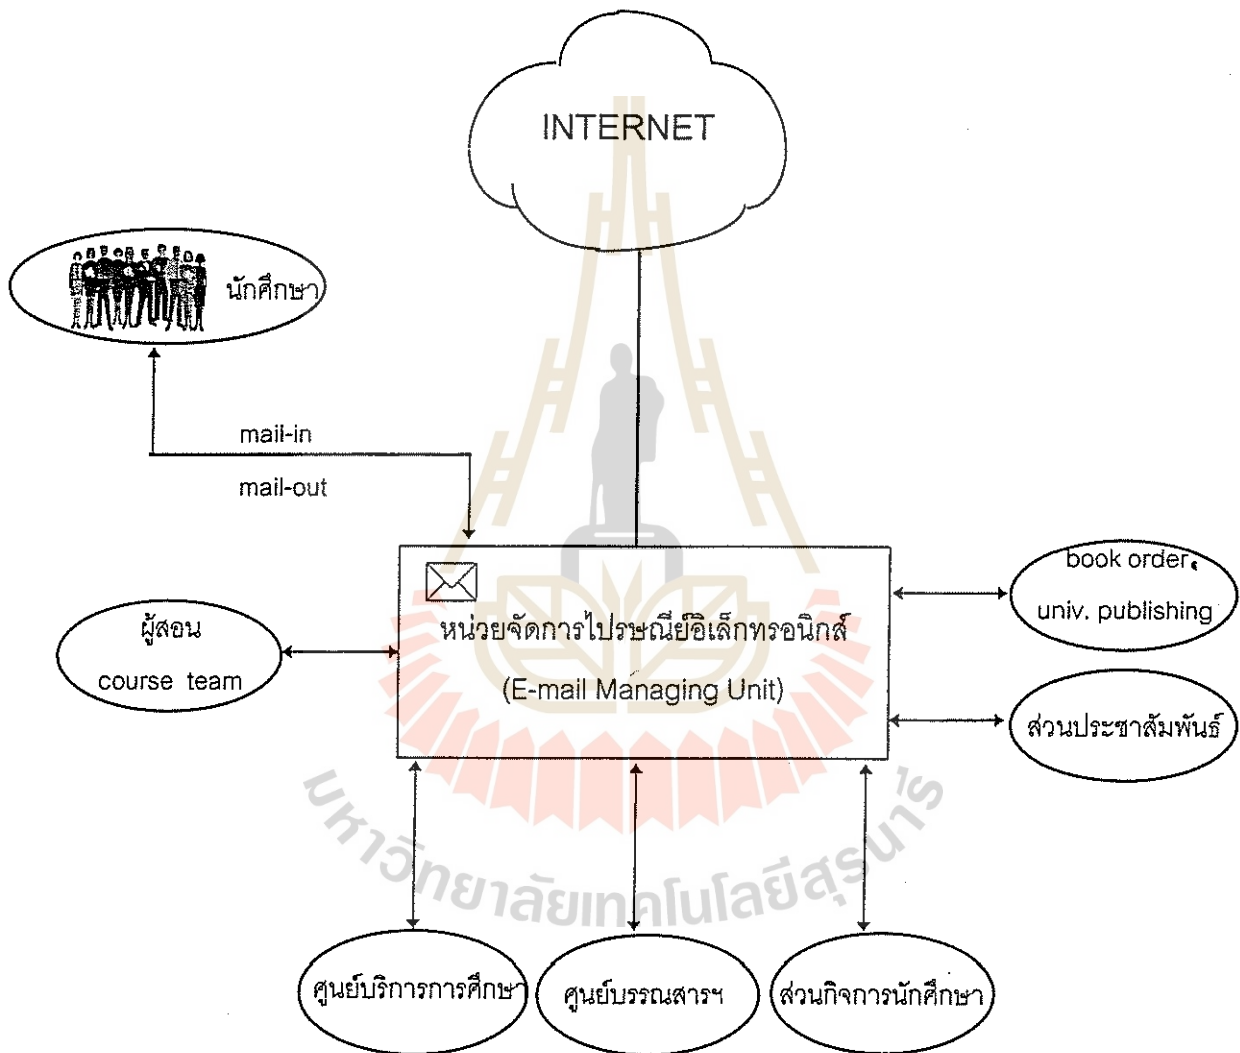 INTERNET
นักศึกษา
mail-in
mail-out
book order,
univ. publishing
หน่วยจัดการไปรษณีย์อิเล็กทรอนิกส์
(E-mail Managing Unit)
ผู้สอน
course team
ส่วนประชาสัมพันธ์
มหาวิทยาลัยเทคโนโลยีสุรนารี
ศูนย์บริการการศึกษา
ศูนย์บรรณสารฯ
ส่วนกิจการนักศึกษา